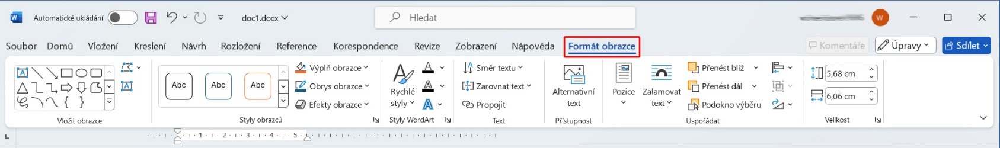 W Automatické ukládání doc1.docx Hledat W
Soubor Domů Vložení Kreslení Návrh Rozložení Reference Korespondence Revize Zobrazení Nápověda Formát obrazce Komentáře Úpravy Sdílet
A Abc Abc Abc Výplň obrazce A Směr textu Přenést blíž 5,68 cm
A Obrys obrazce Rychlé A Zarovnat text Alternativní Pozice Zalamovat Přenést dál
Efekty obrazce styly A Propojit text text Podokno výběru 6,06 cm
Vložit obrazce Styly obrazců Styly WordArt Text Přístupnost Uspořádat Velikost
1 2 3 4 5